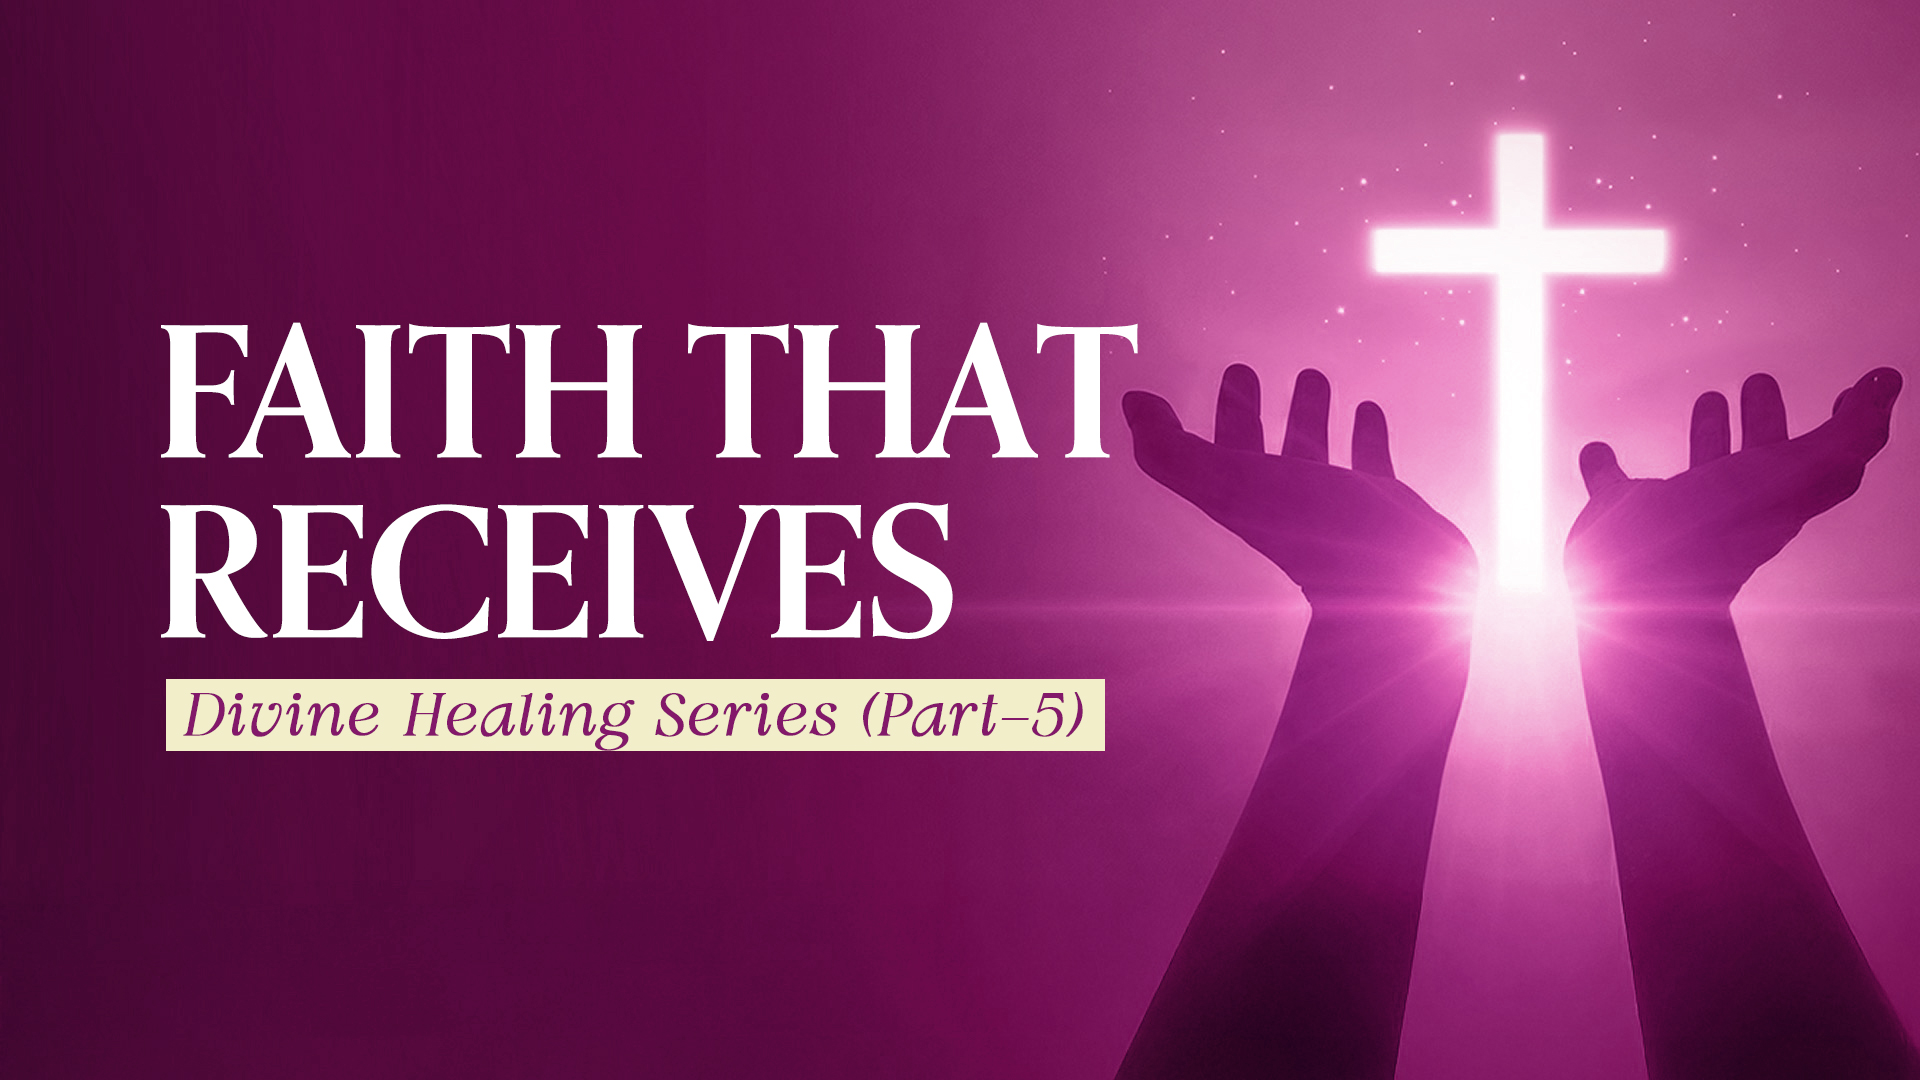 FAITH THAT
RECEIVES
Divine Healing Series (Part–5)